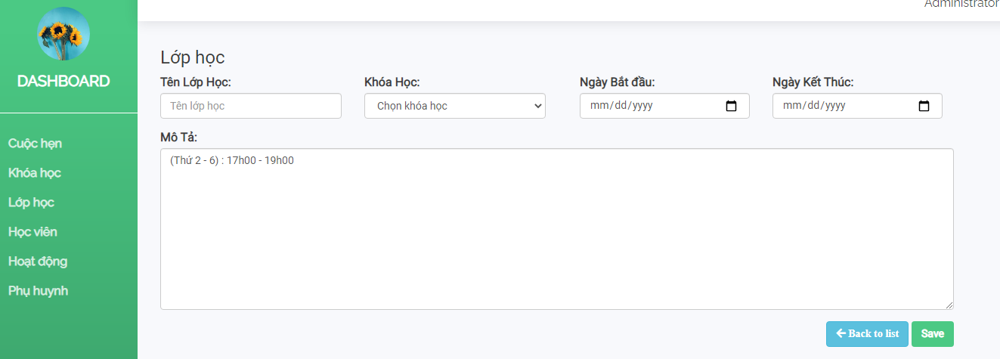 Administrator
DASHBOARD
Cuộc hẹn
Khóa học
Lớp học
Học viên
Hoạt động
Phụ huynh
Lớp học
Tên Lớp Học: Khóa Học: Ngày Bắt đầu: Ngày Kết Thúc:
Tên lớp học Chọn khóa học mm/dd/yyyy mm/dd/yyyy
Mô Tả:
(Thứ 2 - 6) : 17h00 - 19h00
Back to list Save